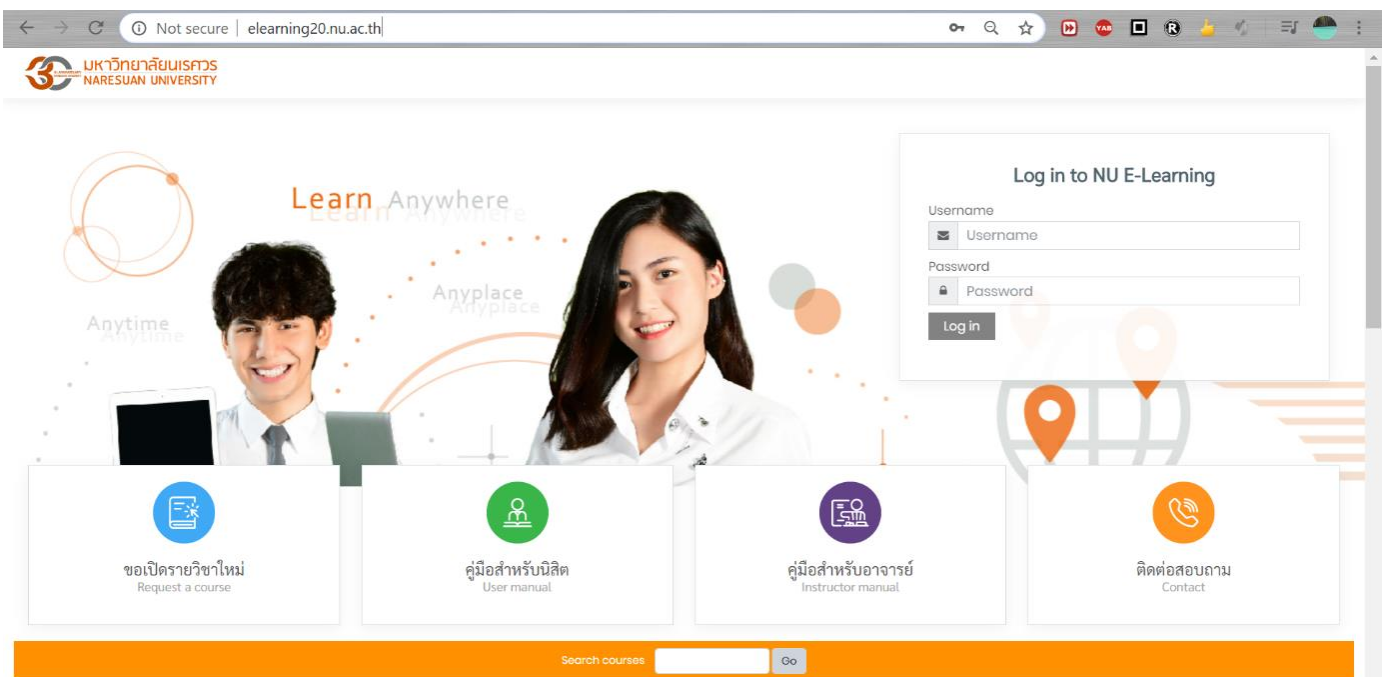 Not secure | elearning20.nu.ac.th
YAB
R
มหาวิทยาลัยนเรศวร
NARESUAN UNIVERSITY
Learn Anywhere
Anyplace
Anytime
Log in to NU E-Learning
Username
Username
Password
Password
Log in
ขอเปิดรายวิชาใหม่
Request a course
คู่มือสำหรับนิสิต
User manual
คู่มือสำหรับอาจารย์
Instructor manual
ติดต่อสอบถาม
Contact
Search courses
Go